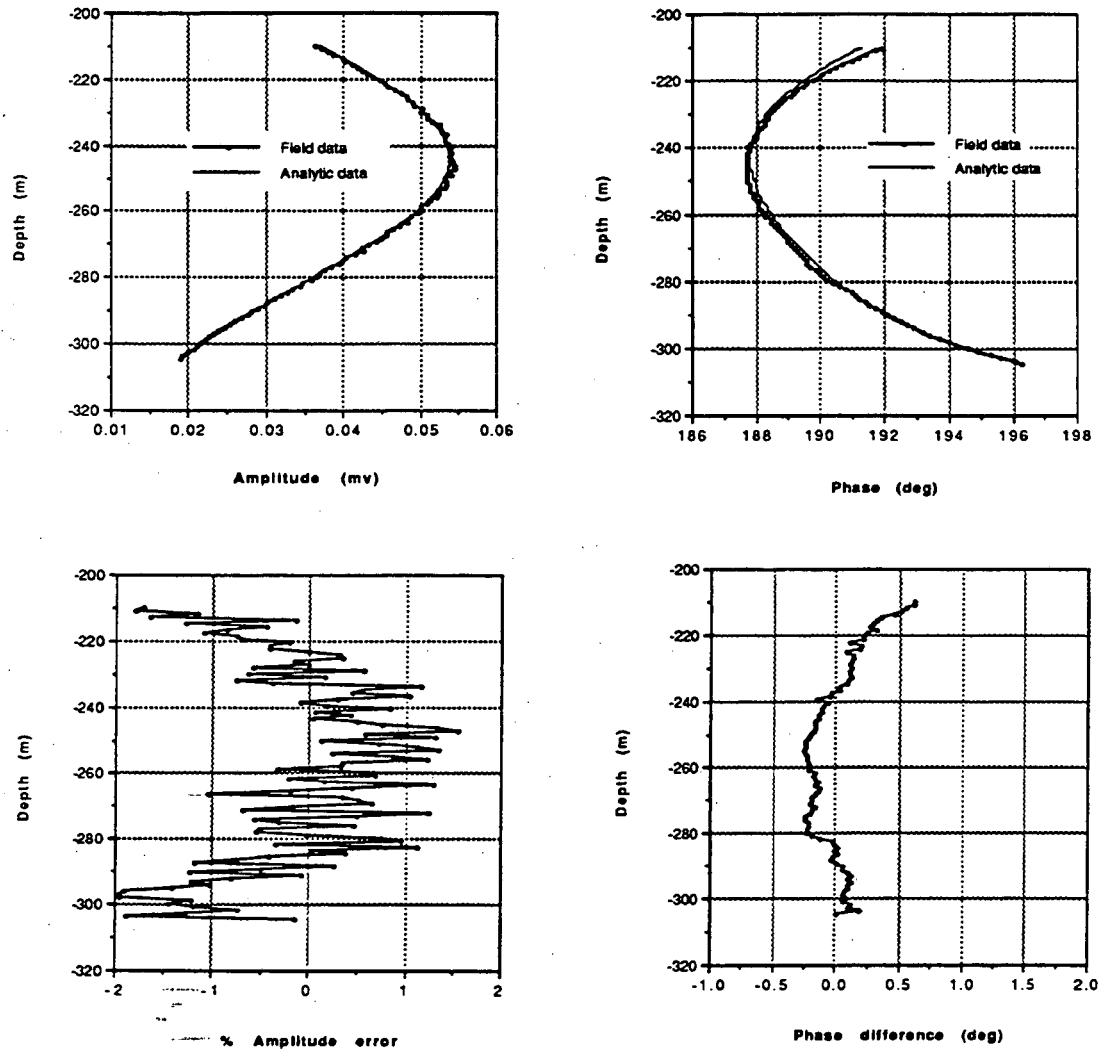 -200
-220
-240
-260
-280
-300
-320
Depth (m)
Field data
Analytic data
0.01 0.02 0.03 0.04 0.05 0.06
Amplitude (mv)
-200
-220
-240
-260
-280
-300
-320
Depth (m)
Field data
Analytic data
186 188 190 192 194 196 198
Phase (deg)
-200
-220
-240
-260
-280
-300
-320
Depth (m)
-2 -1 0 1 2
% Amplitude error
-200
-220
-240
-260
-280
-300
-320
Depth (m)
-1.0 -0.5 0.0 0.5 1.0 1.5 2.0
Phase difference (deg)